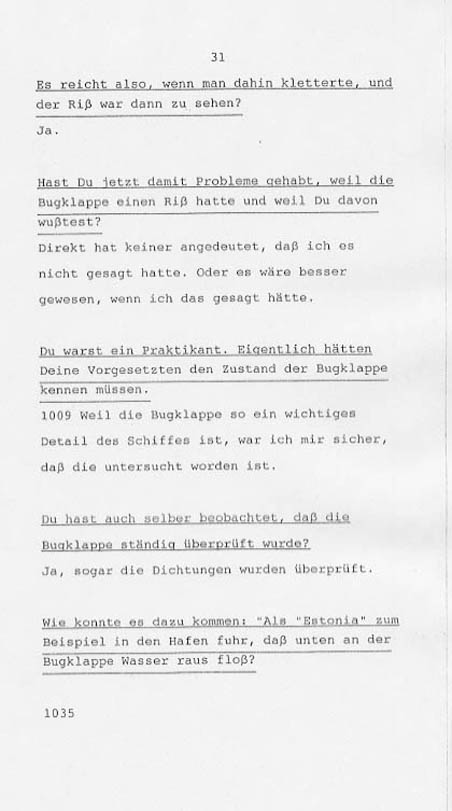 31
Es reicht also, wenn man dahin kletterte, und
der Riß war dann zu sehen?
Ja.
Hast Du jetzt damit Probleme gehabt, weil die
Bugklappe einen Riß hatte und weil Du davon
wußtest?
Direkt hat keiner angedeutet, daß ich es
nicht gesagt hatte. Oder es wäre besser
gewesen, wenn ich das gesagt hätte.
Du warst ein Praktikant. Eigentlich hätten
Deine Vorgesetzten den Zustand der Bugklappe
kennen müssen.
1009 Weil die Bugklappe so ein wichtiges
Detail des Schiffes ist, war ich mir sicher,
daß die untersucht worden ist.
Du hast auch selber beobachtet, daß die
Bugklappe ständig überprüft wurde?
Ja, sogar die Dichtungen wurden überprüft.
Wie konnte es dazu kommen: "Als "Estonia" zum
Beispiel in den Hafen fuhr, daß unten an der
Bugklappe Wasser raus floß?
1035